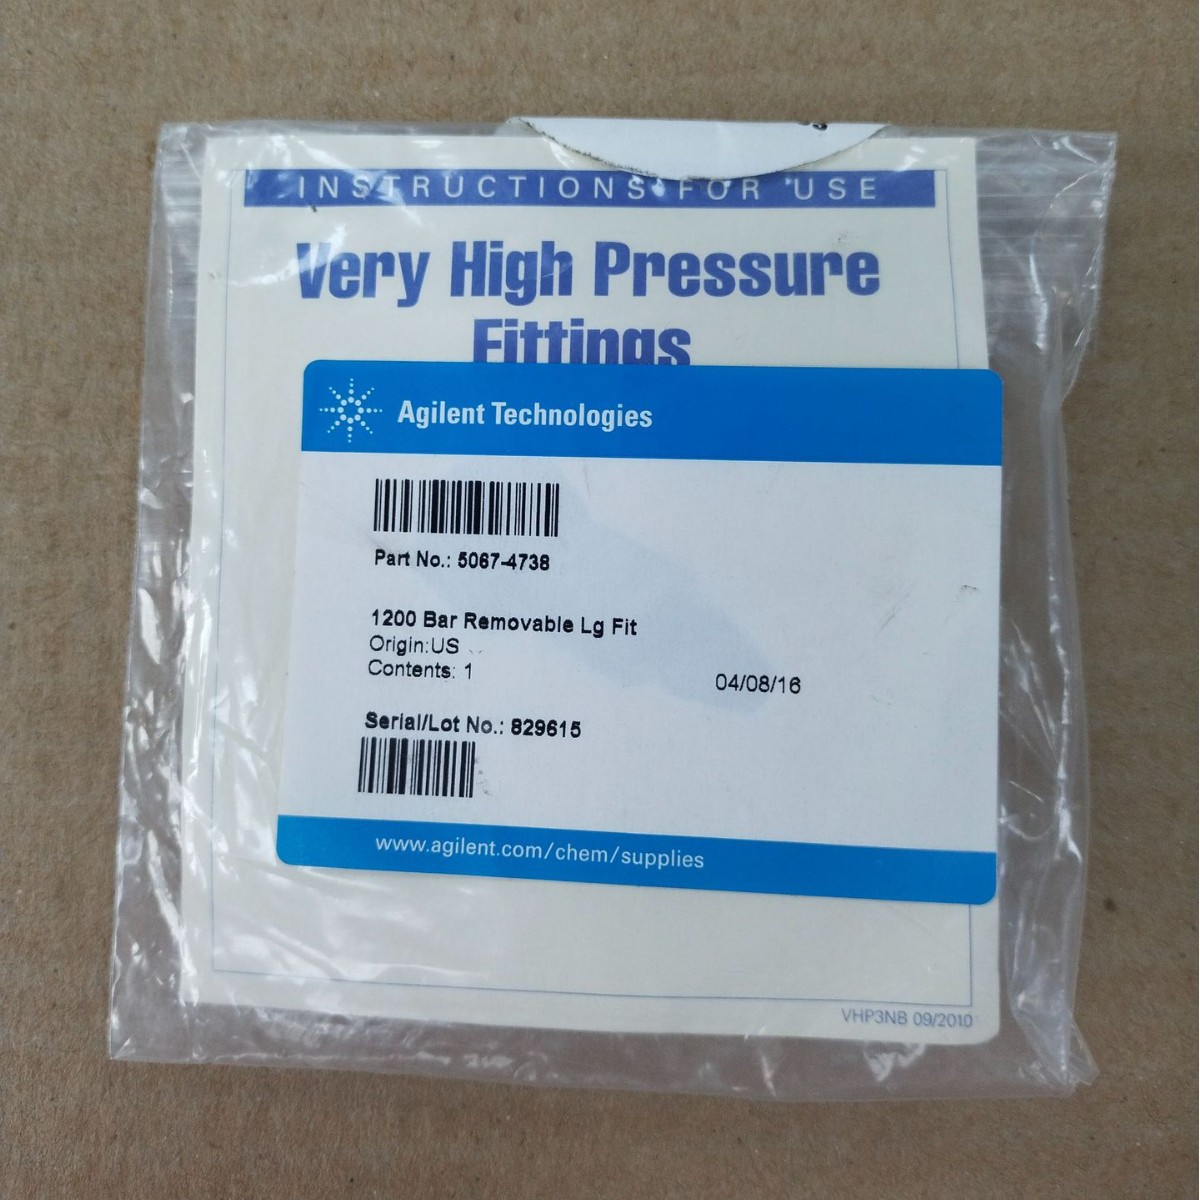 INSTRUCTIONS FOR USE
Very High Pressure
Fittings
Agilent Technologies
Part No.: 5067-4738
1200 Bar Removable Lg Fit
Origin:US
Contents: 1
04/08/16
Serial/Lot No.: 829615
www.agilent.com/chem/supplies
VHP3NB 09/2010